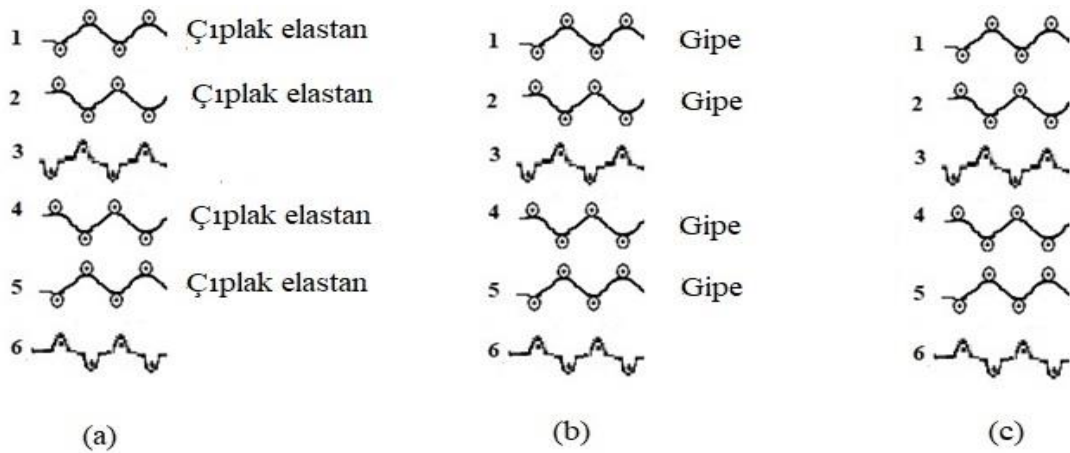 1 Çıplak elastan
2 Çıplak elastan
3
4 Çıplak elastan
5 Çıplak elastan
6
(a)
1 Gipe
2 Gipe
3
4 Gipe
5 Gipe
6
(b)
1
2
3
4
5
6
(c)